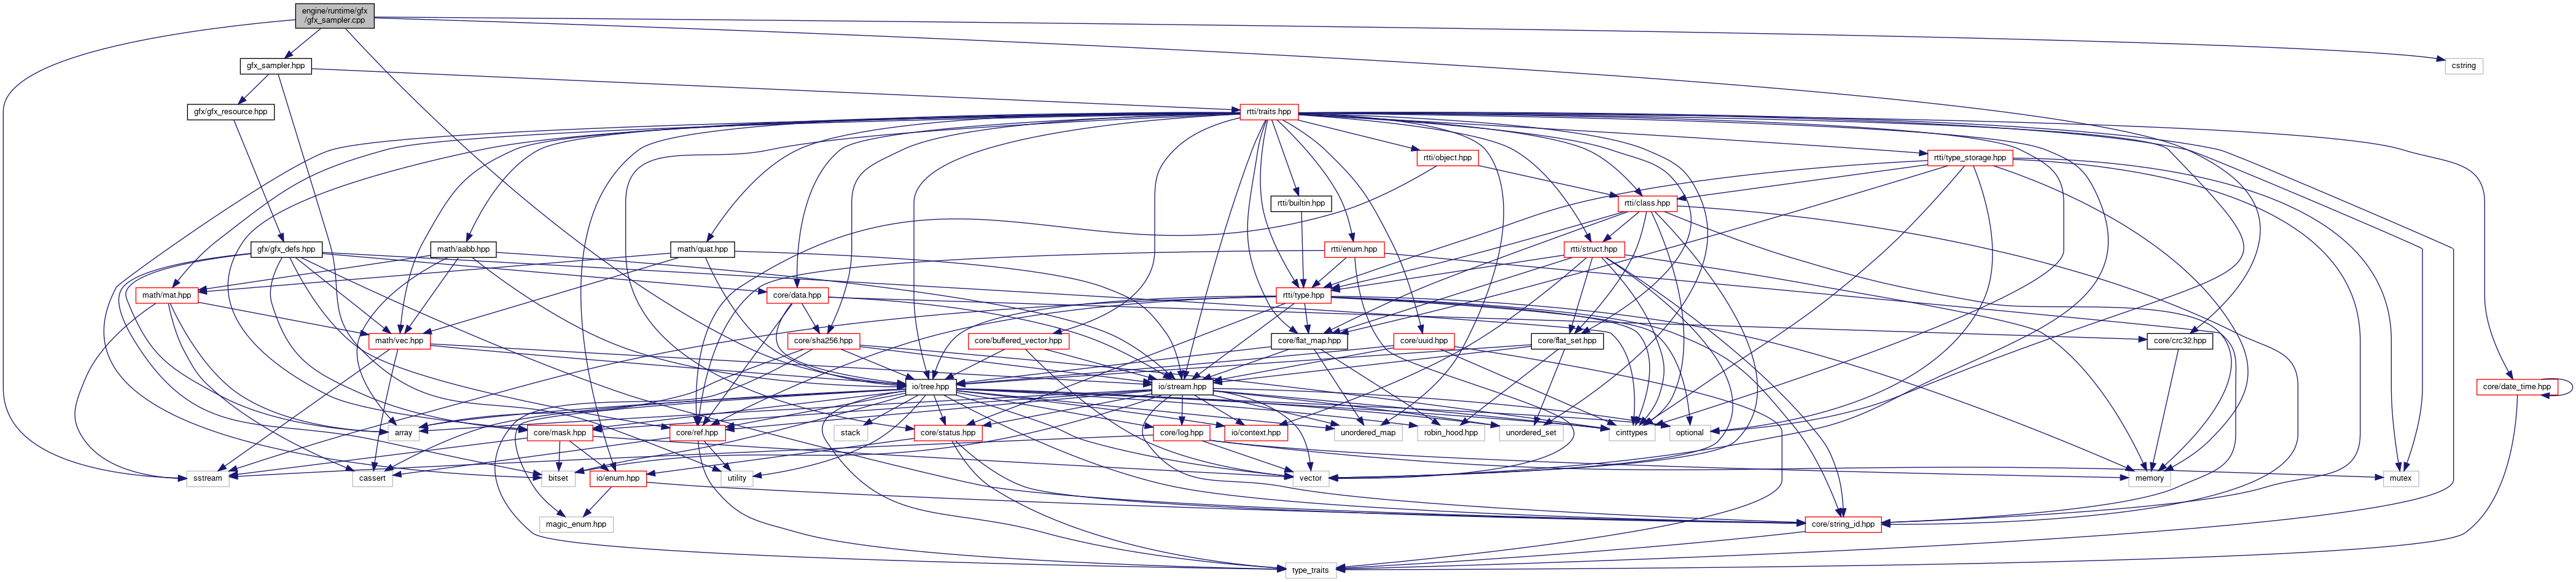 engine/runtime/gfx
/gfx_sampler.cpp
gfx_sampler.hpp
cstring
gfx/gfx_resource.hpp
rtti/traits.hpp
rtti/object.hpp
rtti/type_storage.hpp
rtti/builtin.hpp
rtti/class.hpp
gfx/gfx_defs.hpp
math/aabb.hpp
math/quat.hpp
rtti/enum.hpp
rtti/struct.hpp
math/mat.hpp
core/data.hpp
rtti/type.hpp
math/vec.hpp
core/sha256.hpp
core/buffered_vector.hpp
core/flat_map.hpp
core/uuid.hpp
core/flat_set.hpp
core/crc32.hpp
io/tree.hpp
io/stream.hpp
core/date_time.hpp
array
core/mask.hpp
core/ref.hpp
stack
core/status.hpp
core/log.hpp
io/context.hpp
unordered_map
robin_hood.hpp
unordered_set
cinttypes
optional
sstream
cassert
bitset
io/enum.hpp
utility
vector
memory
mutex
magic_enum.hpp
core/string_id.hpp
type_traits